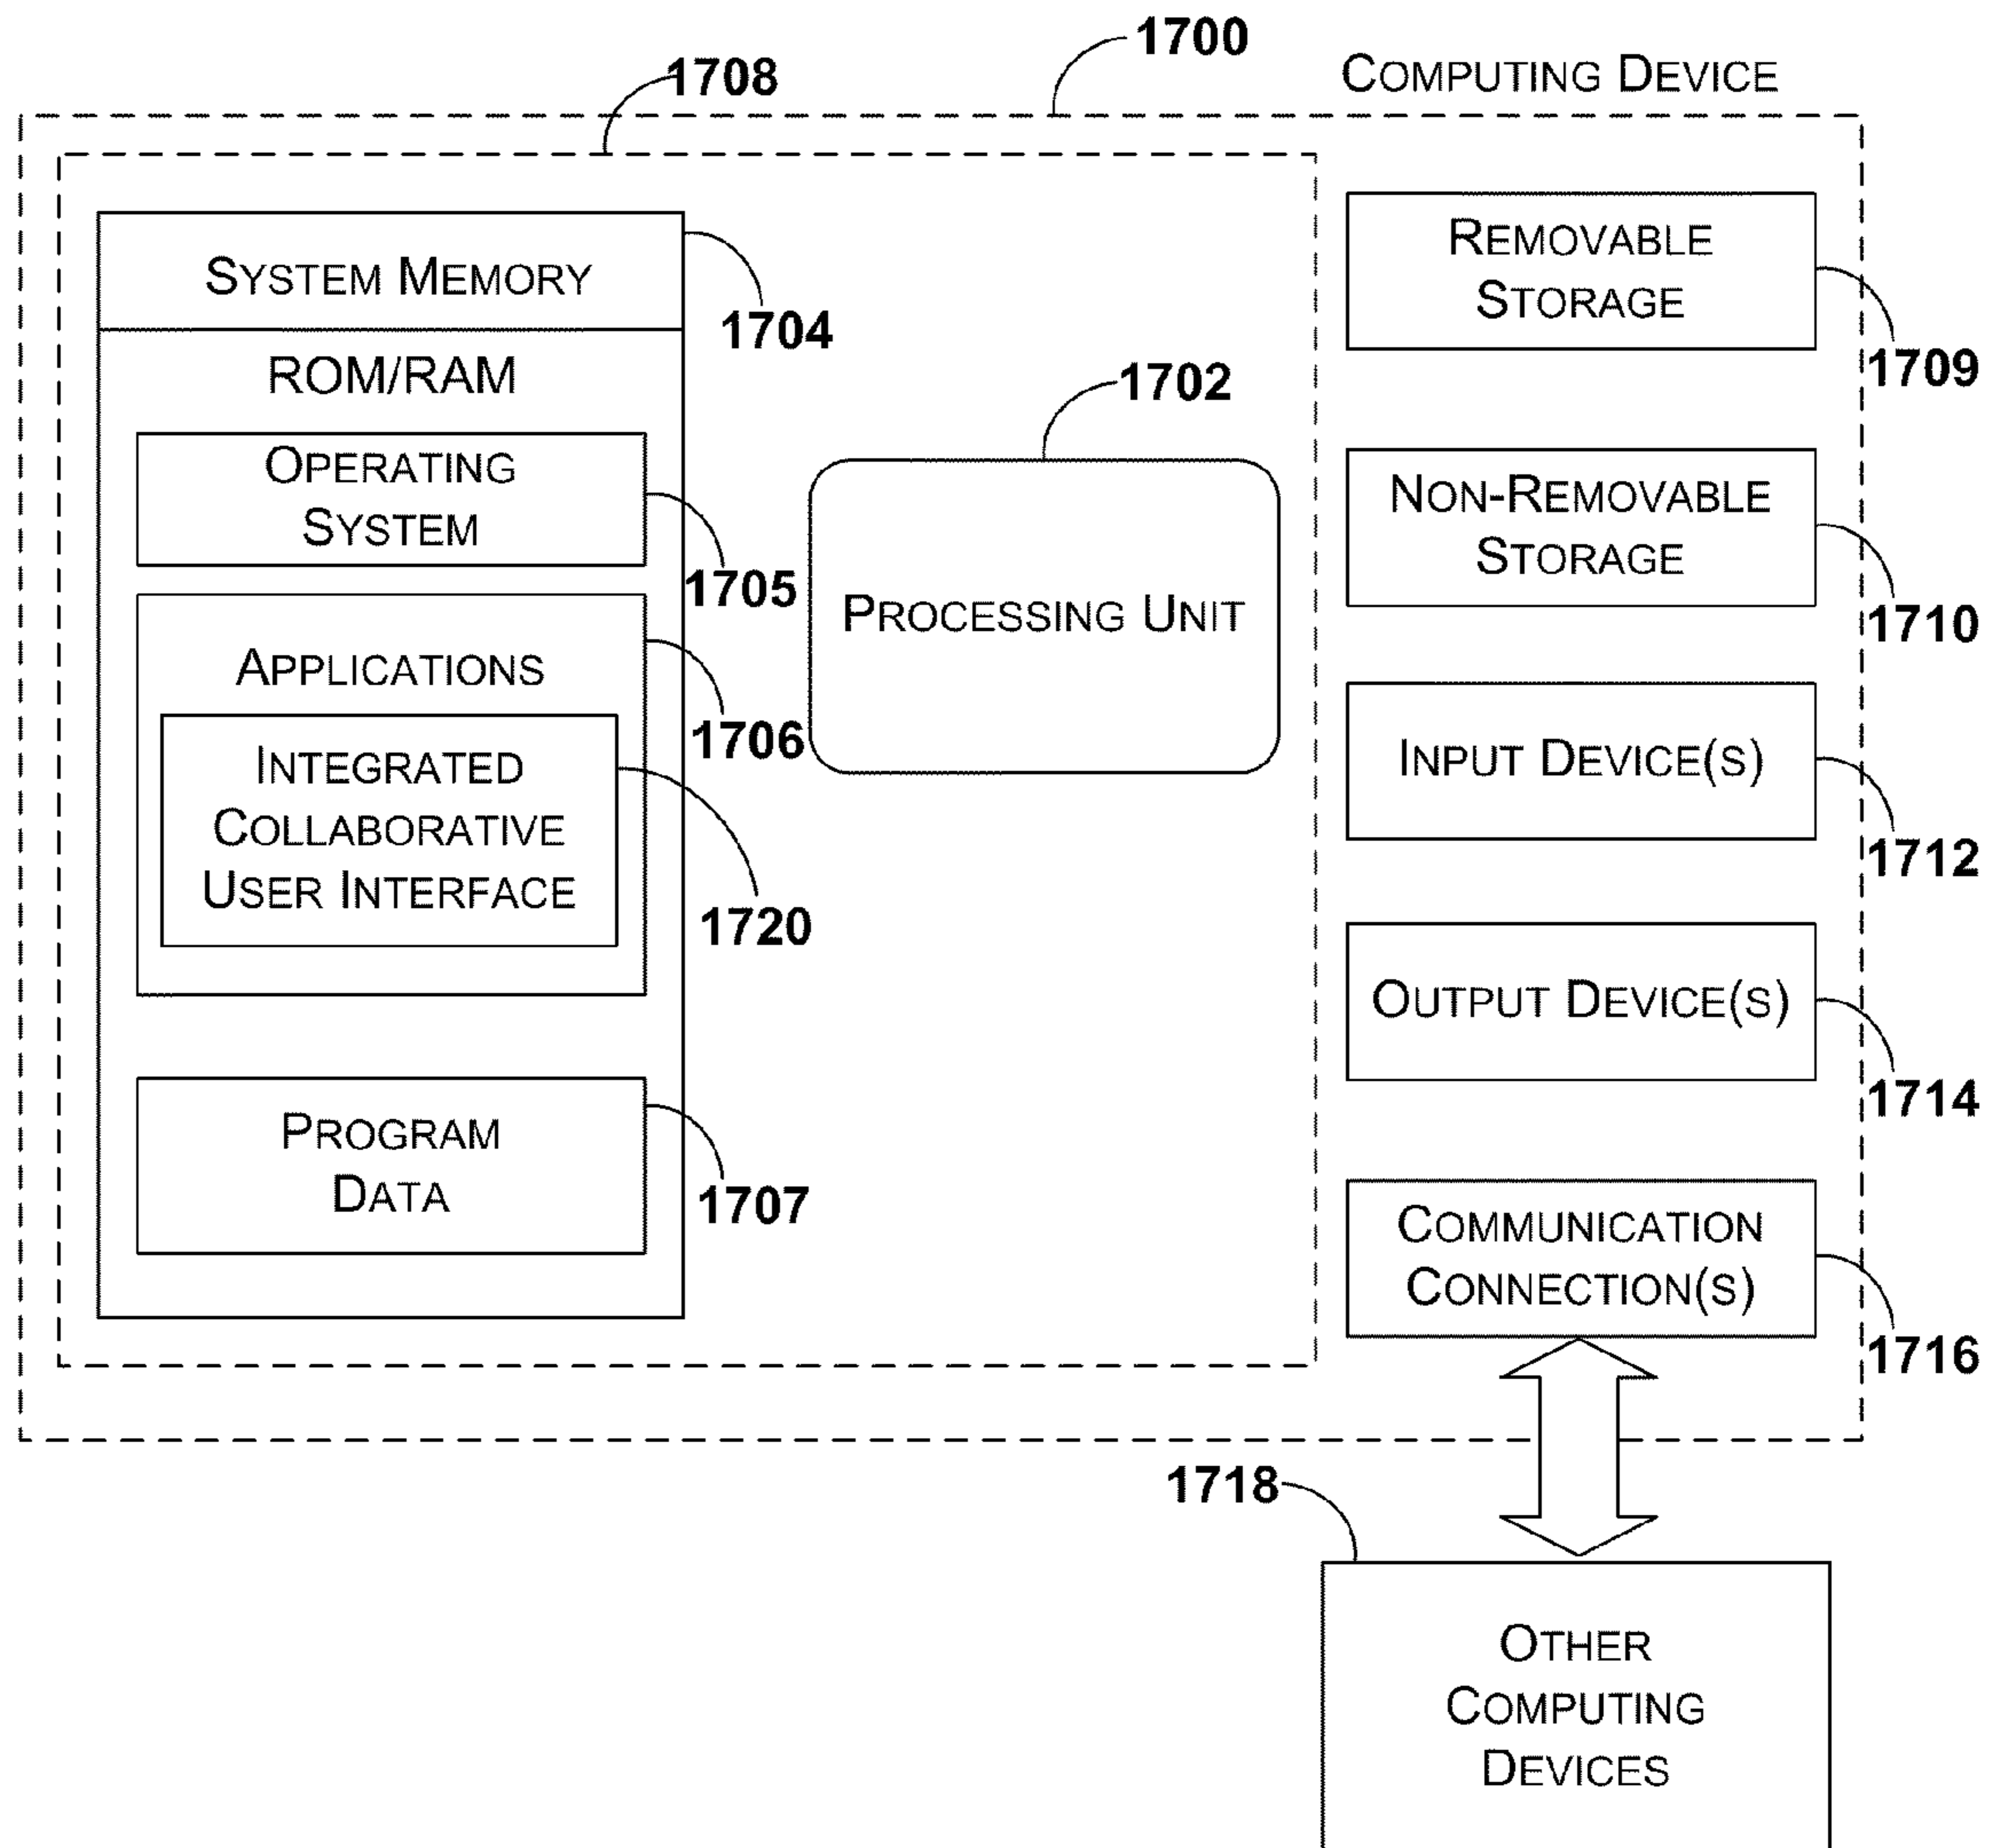 1700
COMPUTING DEVICE
1708
SYSTEM MEMORY
1704
ROM/RAM
OPERATING
SYSTEM
1705
APPLICATIONS
1706
INTEGRATED
COLLABORATIVE
USER INTERFACE
1720
PROGRAM
DATA
1707
1702
PROCESSING UNIT
REMOVABLE
STORAGE
1709
NON-REMOVABLE
STORAGE
1710
INPUT DEVICE(S)
1712
OUTPUT DEVICE(S)
1714
COMMUNICATION
CONNECTION(S)
1716
1718
OTHER
COMPUTING
DEVICES